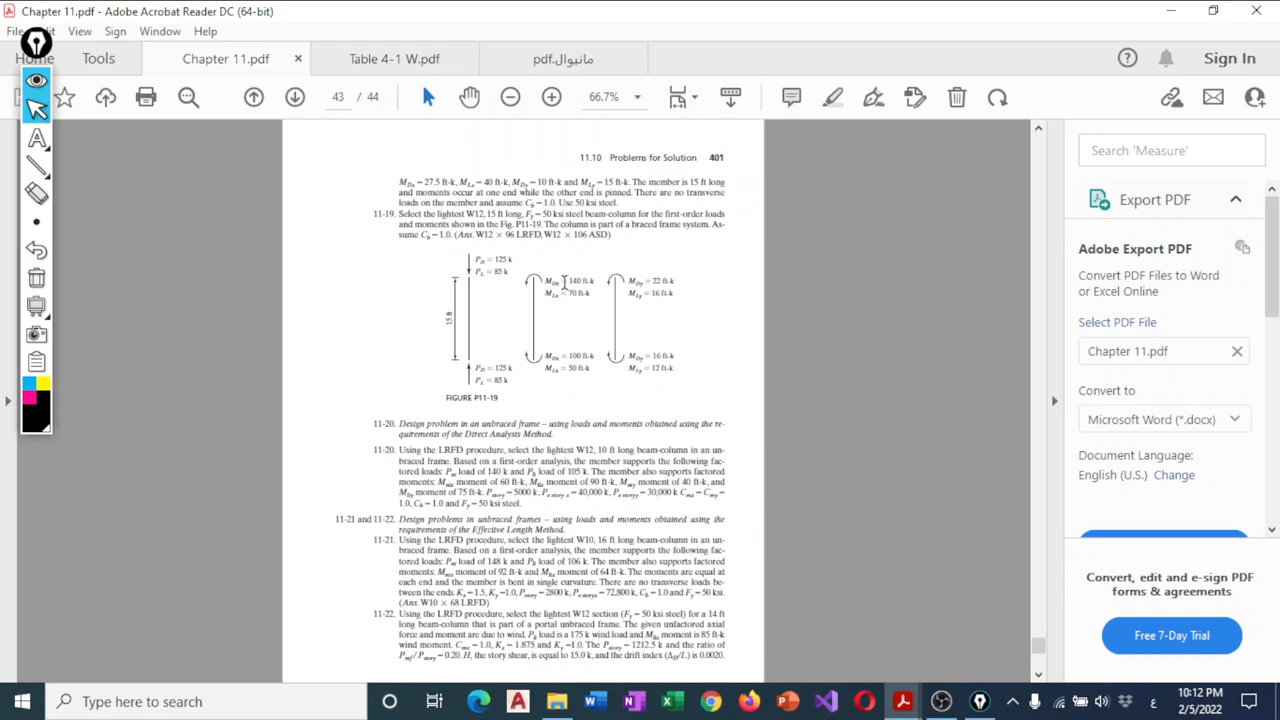 Chapter 11.pdf - Adobe Acrobat Reader DC (64-bit)
File Edit View Sign Window Help
Home Tools Chapter 11.pdf × Table 4-1 W.pdf مانيوال.pdf Sign In
43 / 44 66.7%
11.10 Problems for Solution 401
M_Dx = 27.5 ft-k, M_Lx = 40 ft-k, M_Dy = 10 ft-k and M_Ly = 15 ft-k. The member is 15 ft long
and moments occur at one end while the other end is pinned. There are no transverse
loads on the member and assume C_b = 1.0. Use 50 ksi steel.
11-19. Select the lightest W12, 15 ft long, F_y = 50 ksi steel beam-column for the first-order loads
and moments shown in the Fig. P11-19. The column is part of a braced frame system. As-
sume C_b = 1.0. (Ans. W12 × 96 LRFD, W12 × 106 ASD)
P_D = 125 k
P_L = 85 k
M_Dx = 140 ft-k
M_Lx = 70 ft-k
M_Dy = 22 ft-k
M_Ly = 16 ft-k
15 ft
M_Dx = 100 ft-k
M_Lx = 50 ft-k
M_Dy = 16 ft-k
M_Ly = 12 ft-k
P_D = 125 k
P_L = 85 k
FIGURE P11-19
11-20. Design problem in an unbraced frame – using loads and moments obtained using the re-
quirements of the Direct Analysis Method.
11-20. Using the LRFD procedure, select the lightest W12, 10 ft long beam-column in an un-
braced frame. Based on a first-order analysis, the member supports the following fac-
tored loads: P_nt load of 140 k and P_lt load of 105 k. The member also supports factored
moments: M_ntx moment of 60 ft-k, M_ltx moment of 90 ft-k, M_nty moment of 40 ft-k, and
M_lty moment of 75 ft-k. P_story = 5000 k, P_e story x = 40,000 k, P_e story y = 30,000 k C_mx = C_my =
1.0, C_b = 1.0 and F_y = 50 ksi steel.
11-21 and 11-22. Design problems in unbraced frames – using loads and moments obtained using the
requirements of the Effective Length Method.
11-21. Using the LRFD procedure, select the lightest W10, 16 ft long beam-column in an un-
braced frame. Based on a first-order analysis, the member supports the following fac-
tored loads: P_nt load of 148 k and P_lt load of 106 k. The member also supports factored
moments: M_ntx moment of 92 ft-k and M_ltx moment of 64 ft-k. The moments are equal at
each end and the member is bent in single curvature. There are no transverse loads be-
tween the ends. K_x = 1.5, K_y = 1.0, P_story = 2800 k, P_e story x = 72,800 k, C_b = 1.0 and F_y = 50 ksi.
(Ans. W10 × 68 LRFD)
11-22. Using the LRFD procedure, select the lightest W12 section (F_y = 50 ksi steel) for a 14 ft
long beam-column that is part of a portal unbraced frame. The given unfactored axial
force and moment are due to wind. P_lt load is a 175 k wind load and M_ltx moment is 85 ft-k
wind moment. C_mx = 1.0, K_x = 1.875 and K_y = 1.0. The P_story = 1212.5 k and the ratio of
P_mf/P_story = 0.20. H, the story shear, is equal to 15.0 k, and the drift index (Δ_H/L) is 0.0020.
Search 'Measure'
Export PDF
Adobe Export PDF
Convert PDF Files to Word
or Excel Online
Select PDF File
Chapter 11.pdf ×
Convert to
Microsoft Word (*.docx)
Document Language:
English (U.S.) Change
Convert, edit and e-sign PDF
forms & agreements
Free 7-Day Trial
Type here to search
ع
10:12 PM
2/5/2022